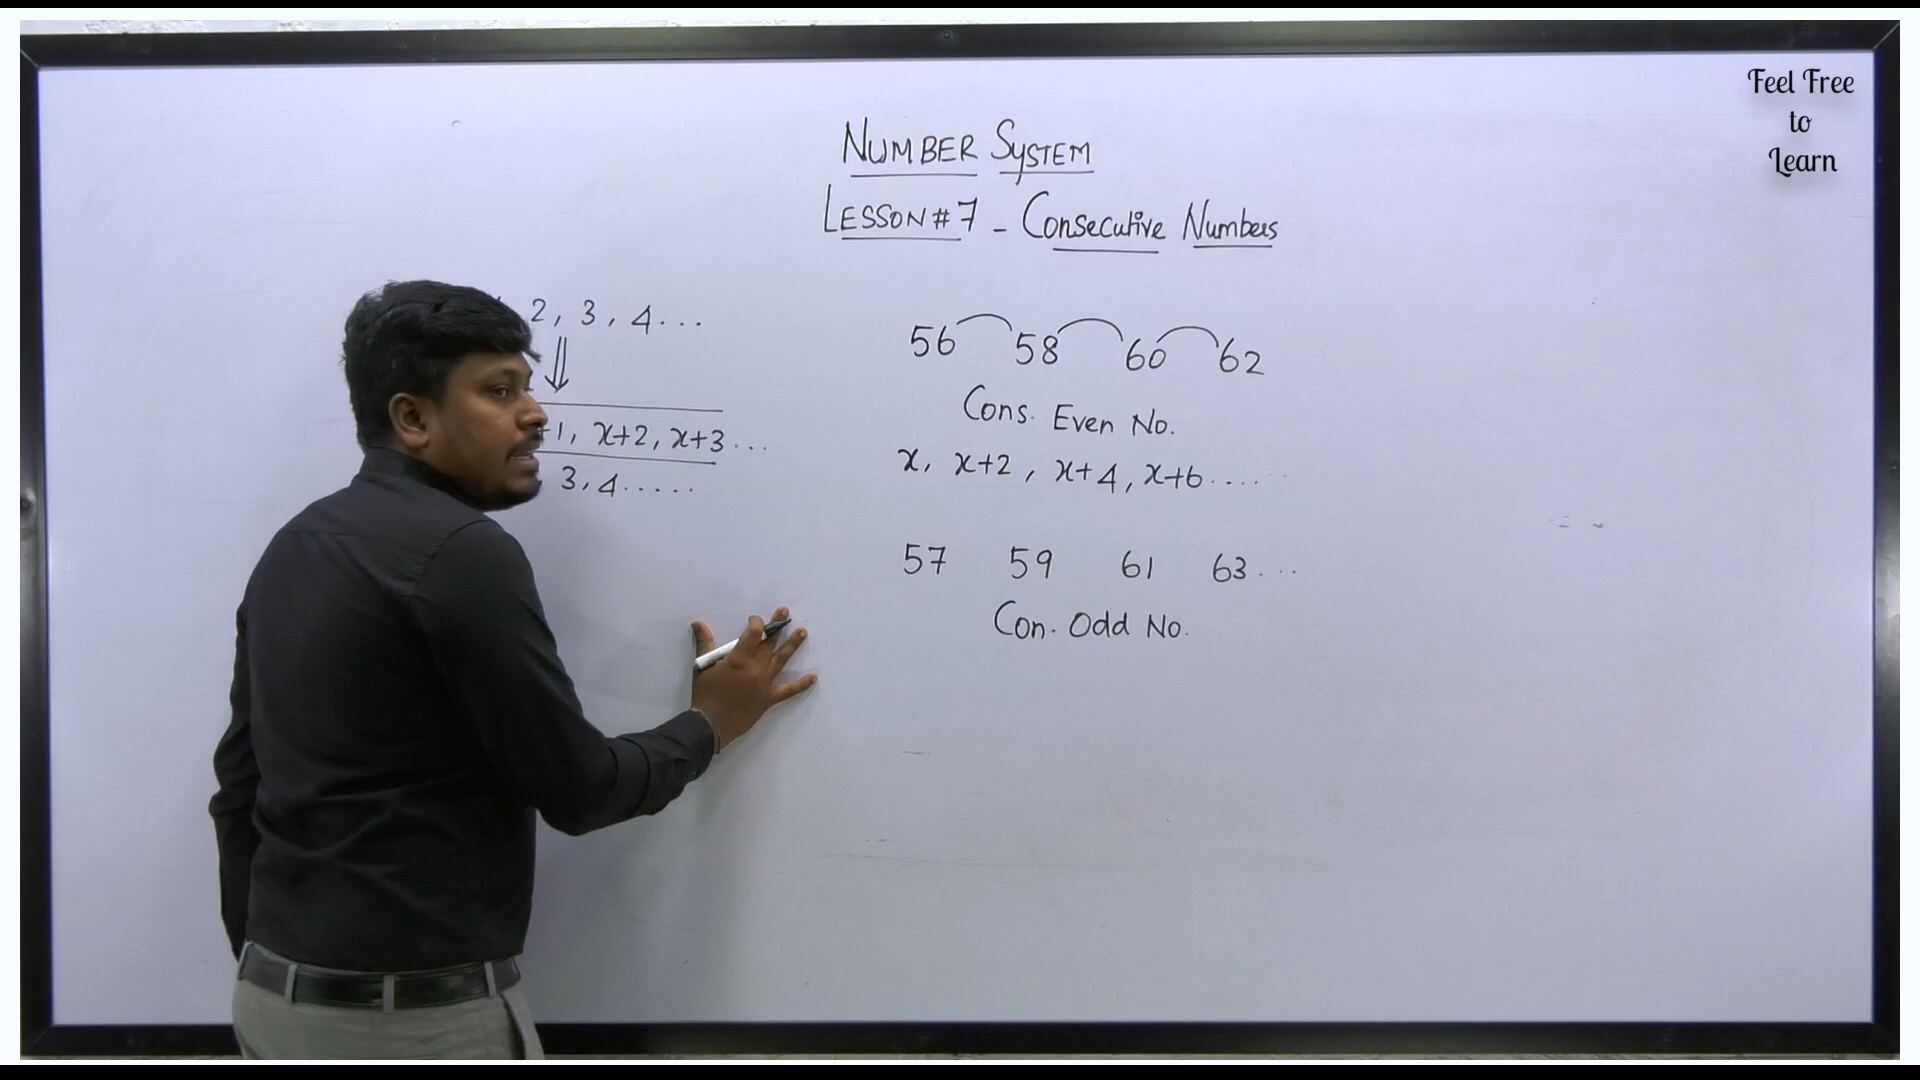 Feel Free
to
Learn
NUMBER SYSTEM
LESSON # 7 - Consecutive Numbers
2, 3, 4...
+1, x+2, x+3...
3, 4.....
56 58 60 62
Cons. Even No.
x, x+2, x+4, x+6....
57 59 61 63...
Con. Odd No.